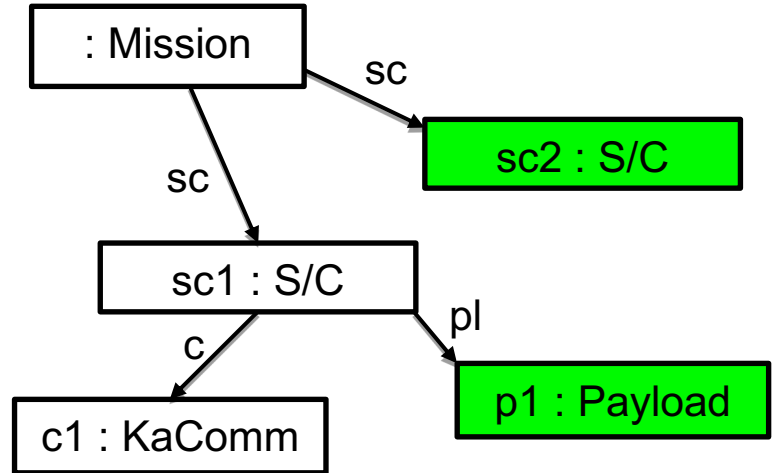 : Mission
sc
sc2 : S/C
sc
sc1 : S/C
pl
c
p1 : Payload
c1 : KaComm